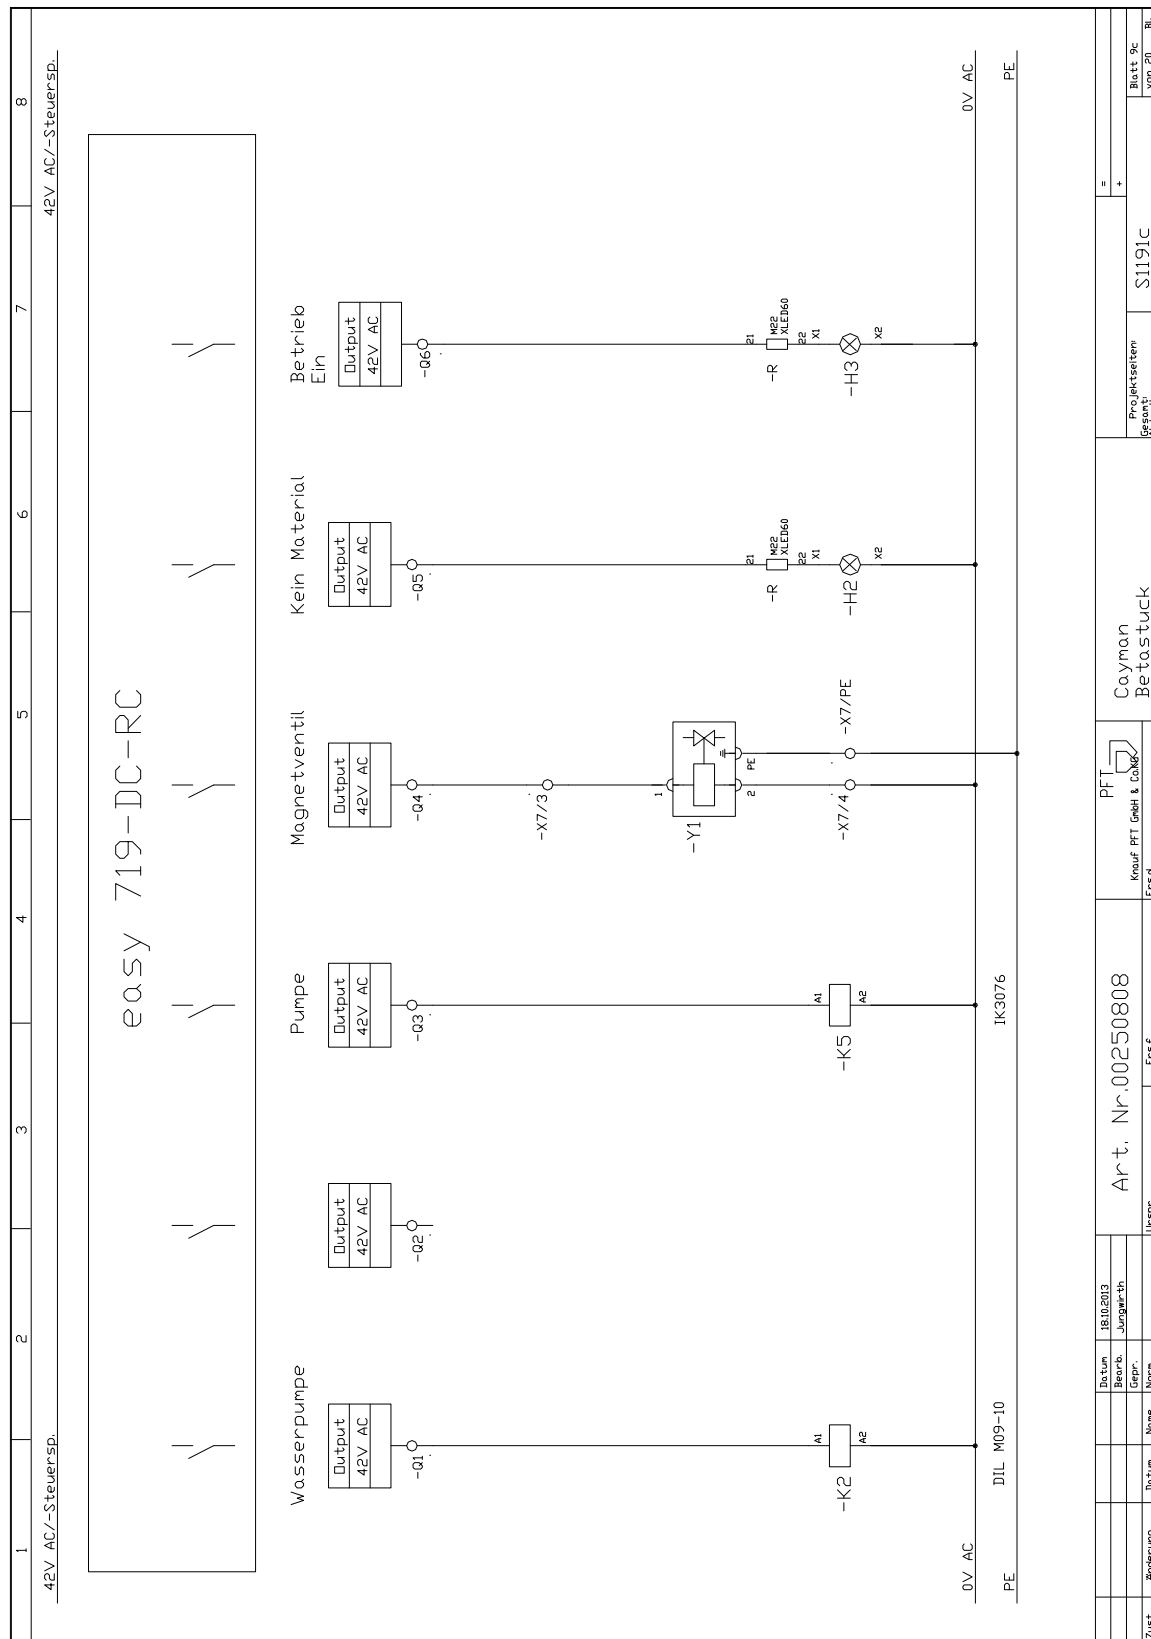 1
2
3
4
5
6
7
8
42V AC/-Steuersp.
42V AC/-Steuersp.
easy 719-DC-RC
Wasserpumpe
Pumpe
Magnetventil
Kein Material
Betrieb
Ein
Output
42V AC
-Q1
Output
42V AC
-Q2
Output
42V AC
-Q3
Output
42V AC
-Q4
Output
42V AC
-Q5
Output
42V AC
-Q6
-X7/3
1
-Y1
2
PE
-X7/4
-X7/PE
21
-R
M22
XLED60
22
X1
-H2
X2
21
-R
M22
XLED60
22
X1
-H3
X2
A1
-K2
A2
A1
-K5
A2
0V AC
0V AC
DIL M09-10
IK3076
PE
PE
Datum
18.10.2013
Bearb.
Jungwirth
Gepr.
Art. Nr.00250808
PFT
Knauf PFT GmbH & Co.KG
Cayman
Betastuck
=
+
Projektseiten:
Gesamt:
S1191c
Blatt 9c
von 20
Zust.
Änderung
Datum
Name
Norm
Urspr.